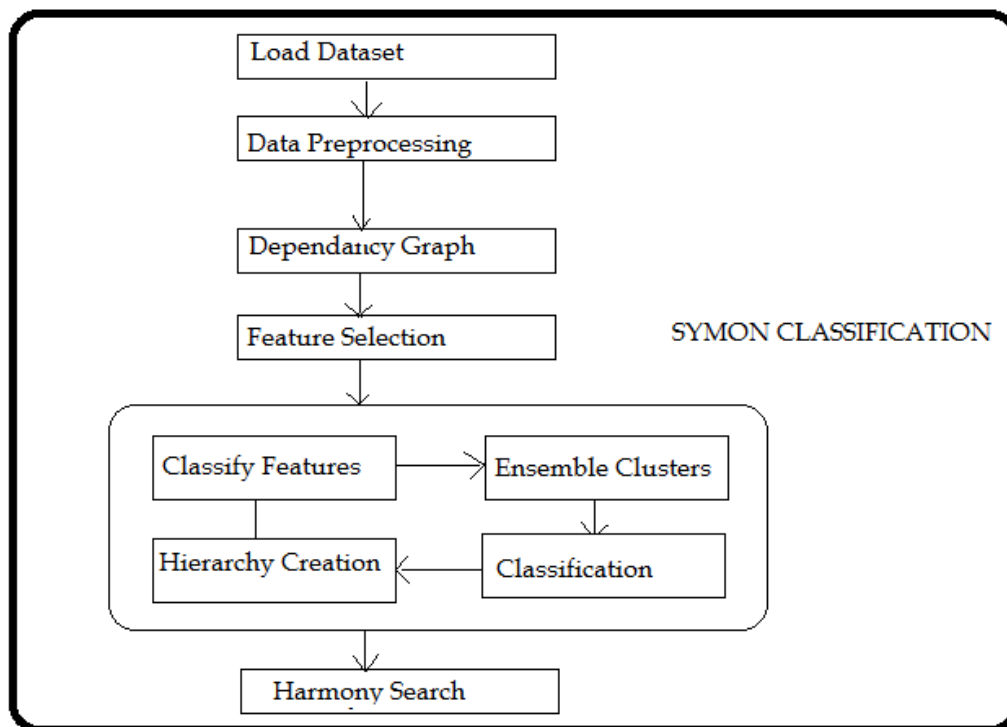 Load Dataset
Data Preprocessing
Dependancy Graph
Feature Selection
SYMON CLASSIFICATION
Classify Features
Ensemble Clusters
Hierarchy Creation
Classification
Harmony Search